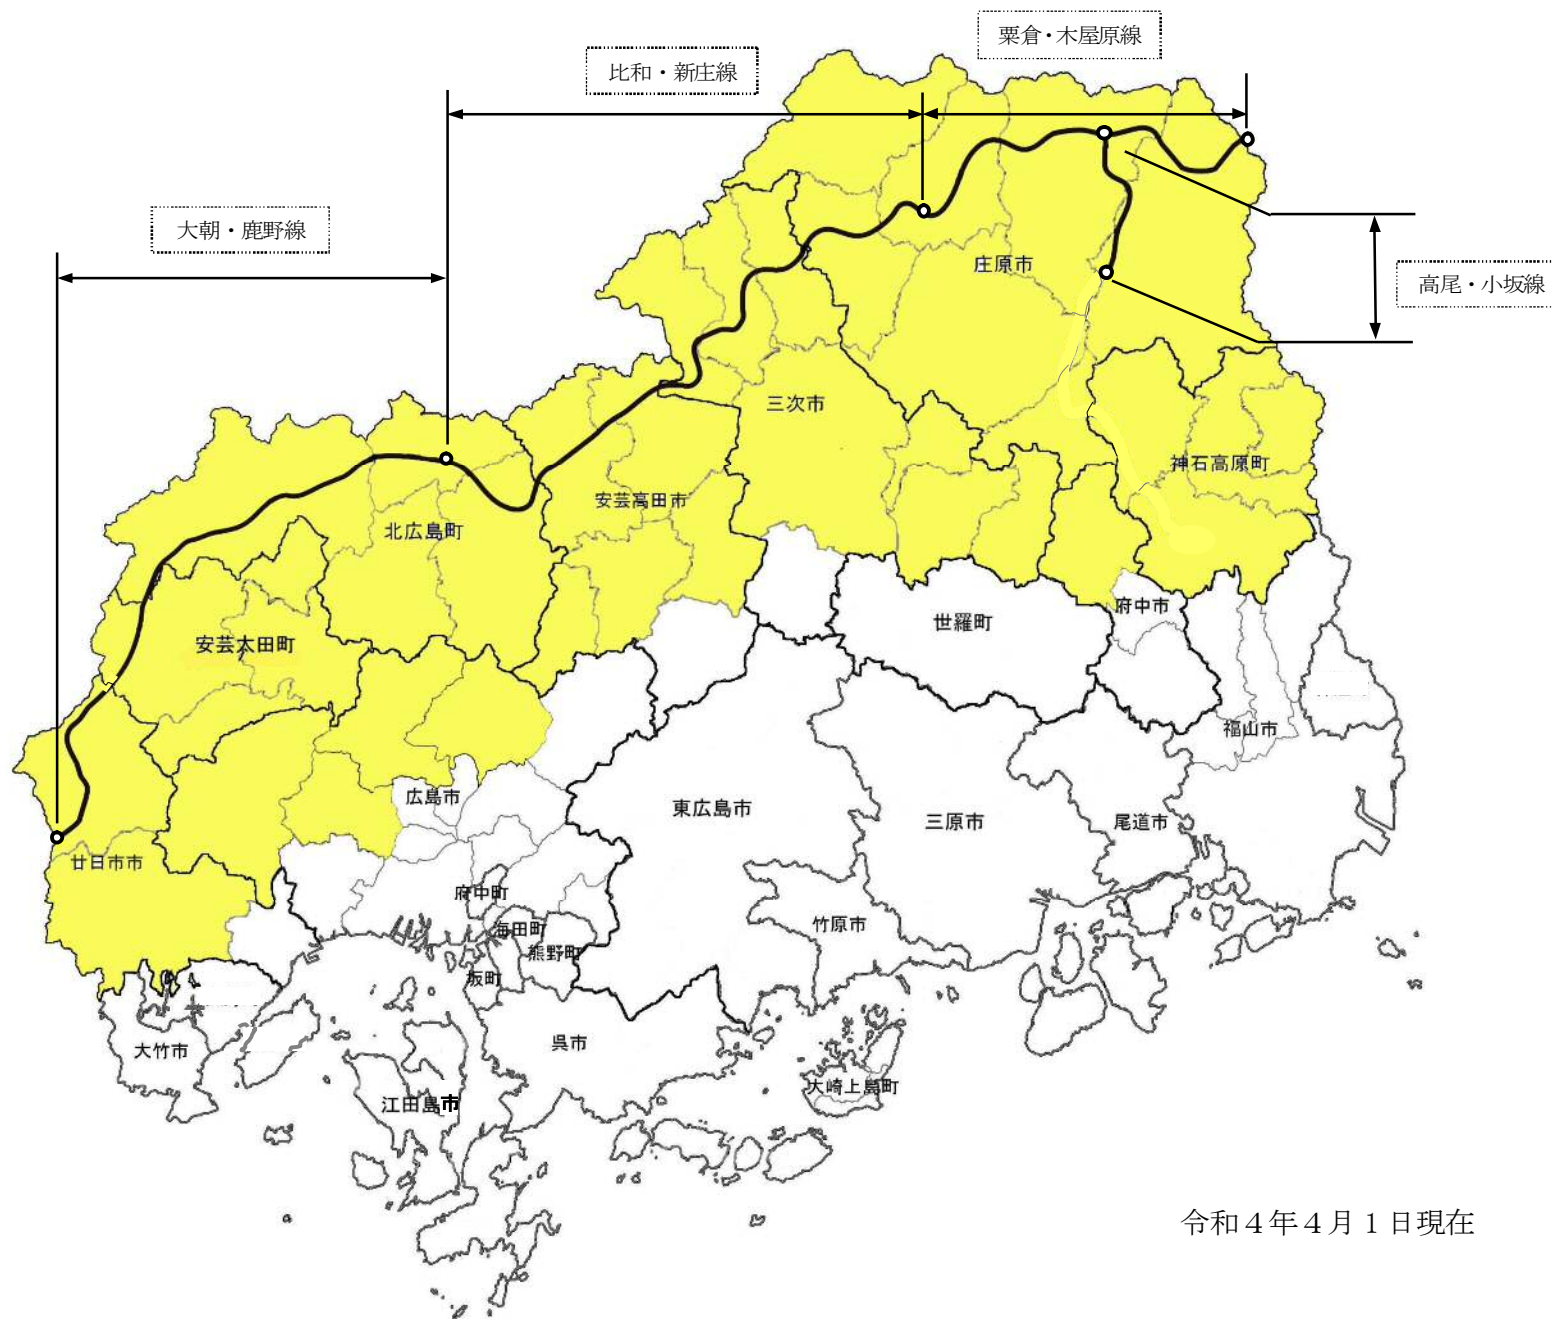 粟倉・木屋原線
比和・新庄線
大朝・鹿野線
庄原市
高尾・小坂線
三次市
神石高原町
安芸高田市
北広島町
府中市
世羅町
安芸太田町
福山市
広島市
東広島市
三原市
尾道市
廿日市市
府中町
海田町
竹原市
熊野町
坂町
呉市
大竹市
大崎上島町
江田島市
令和4年4月1日現在